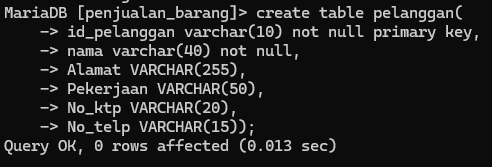 MariaDB [penjualan_barang]> create table pelanggan(
    -> id_pelanggan varchar(10) not null primary key,
    -> nama varchar(40) not null,
    -> Alamat VARCHAR(255),
    -> Pekerjaan VARCHAR(50),
    -> No_ktp VARCHAR(20),
    -> No_telp VARCHAR(15));
Query OK, 0 rows affected (0.013 sec)